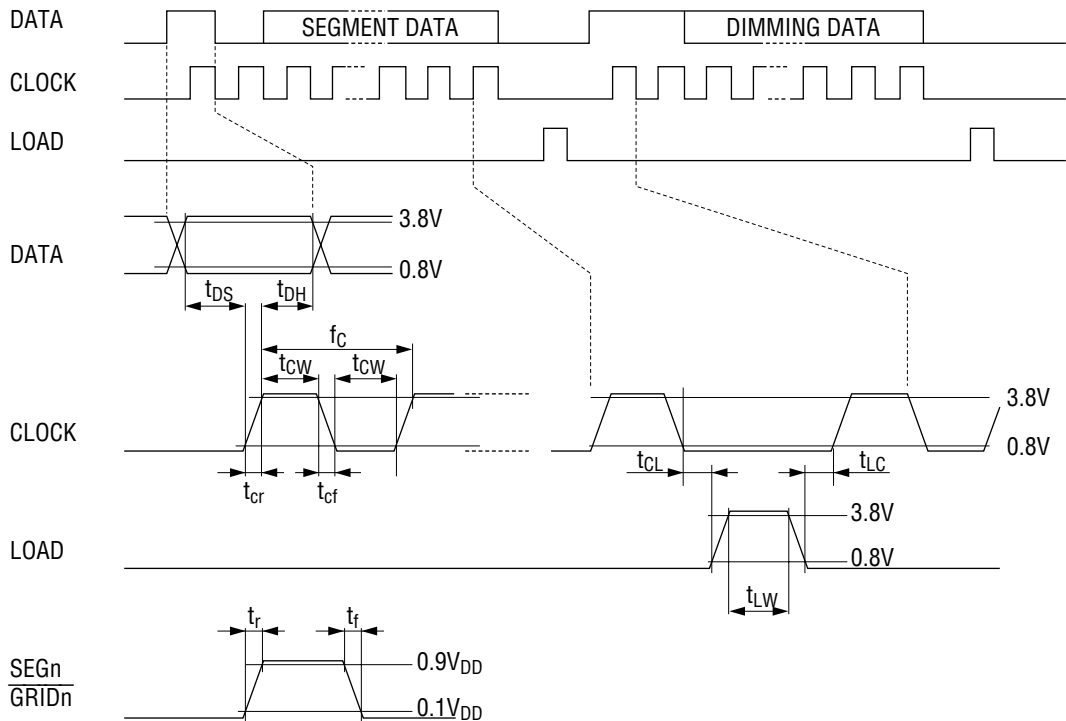 DATA
SEGMENT DATA
DIMMING DATA
CLOCK
LOAD
DATA
3.8V
0.8V
tDS
tDH
fC
tCW
tCW
CLOCK
3.8V
0.8V
tcr
tcf
tCL
tLC
LOAD
3.8V
0.8V
tLW
tr
tf
SEGn
GRIDn
0.9VDD
0.1VDD